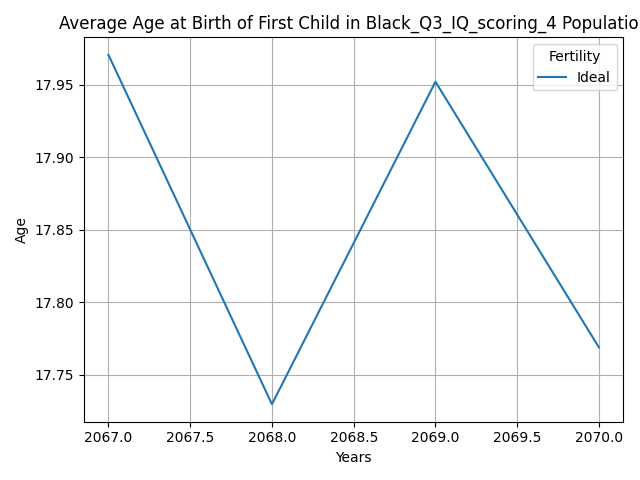 Average Age at Birth of First Child in Black_Q3_IQ_scoring_4 Populatio
Fertility
Ideal
17.95
17.90
17.85
17.80
17.75
Age
2067.0 2067.5 2068.0 2068.5 2069.0 2069.5 2070.0
Years